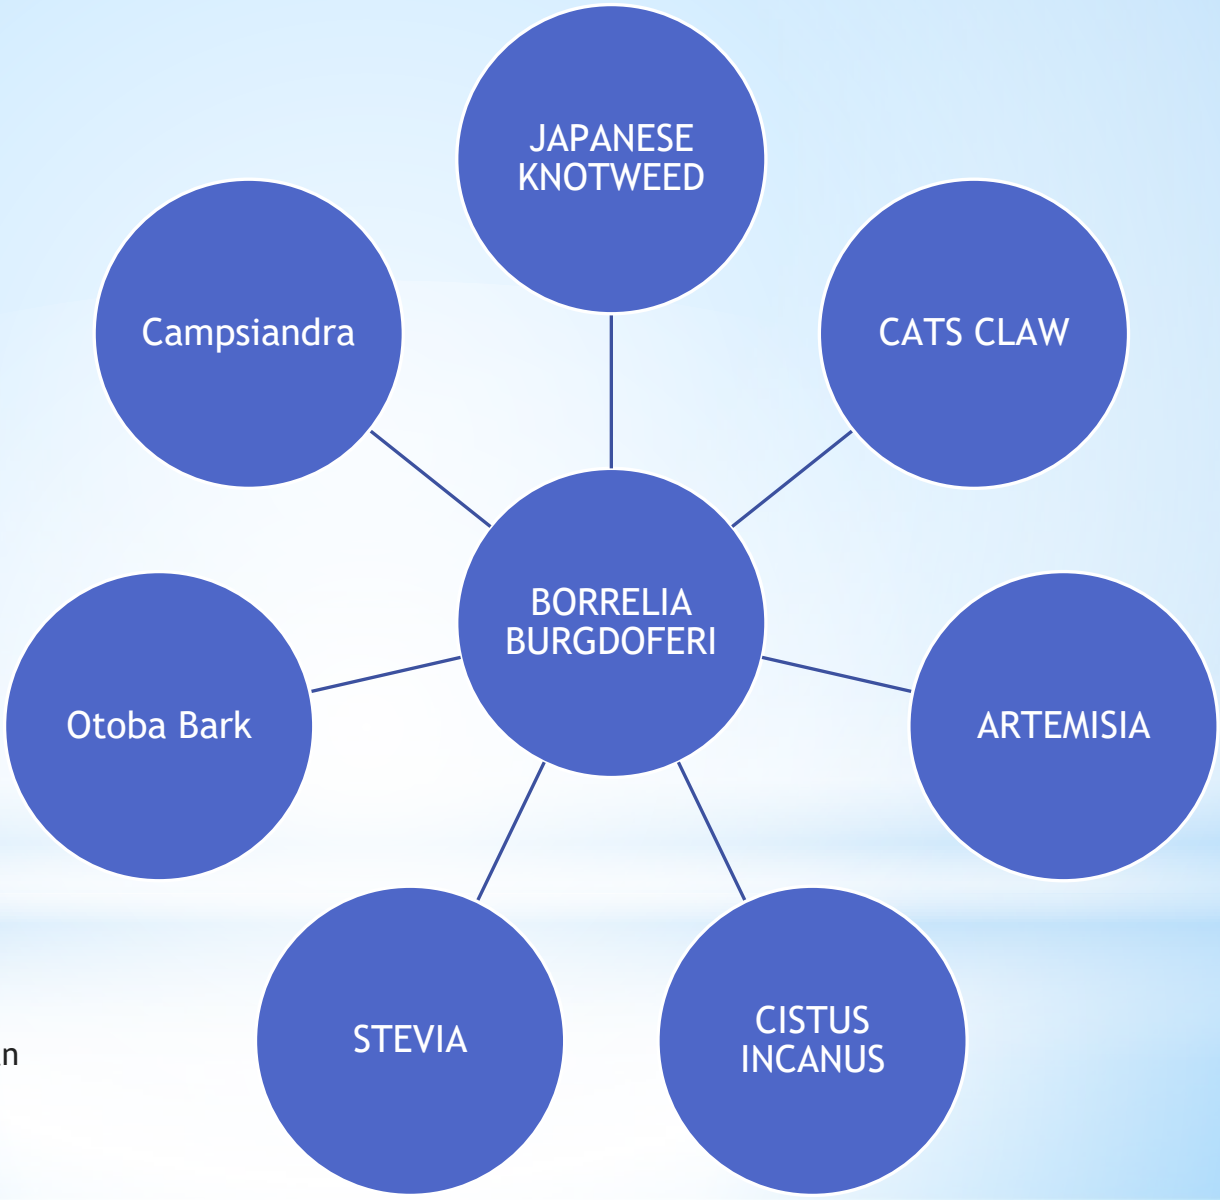 JAPANESE
KNOTWEED
Campsiandra
CATS CLAW
BORRELIA
BURGDOFERI
Otoba Bark
ARTEMISIA
STEVIA
CISTUS
INCANUS